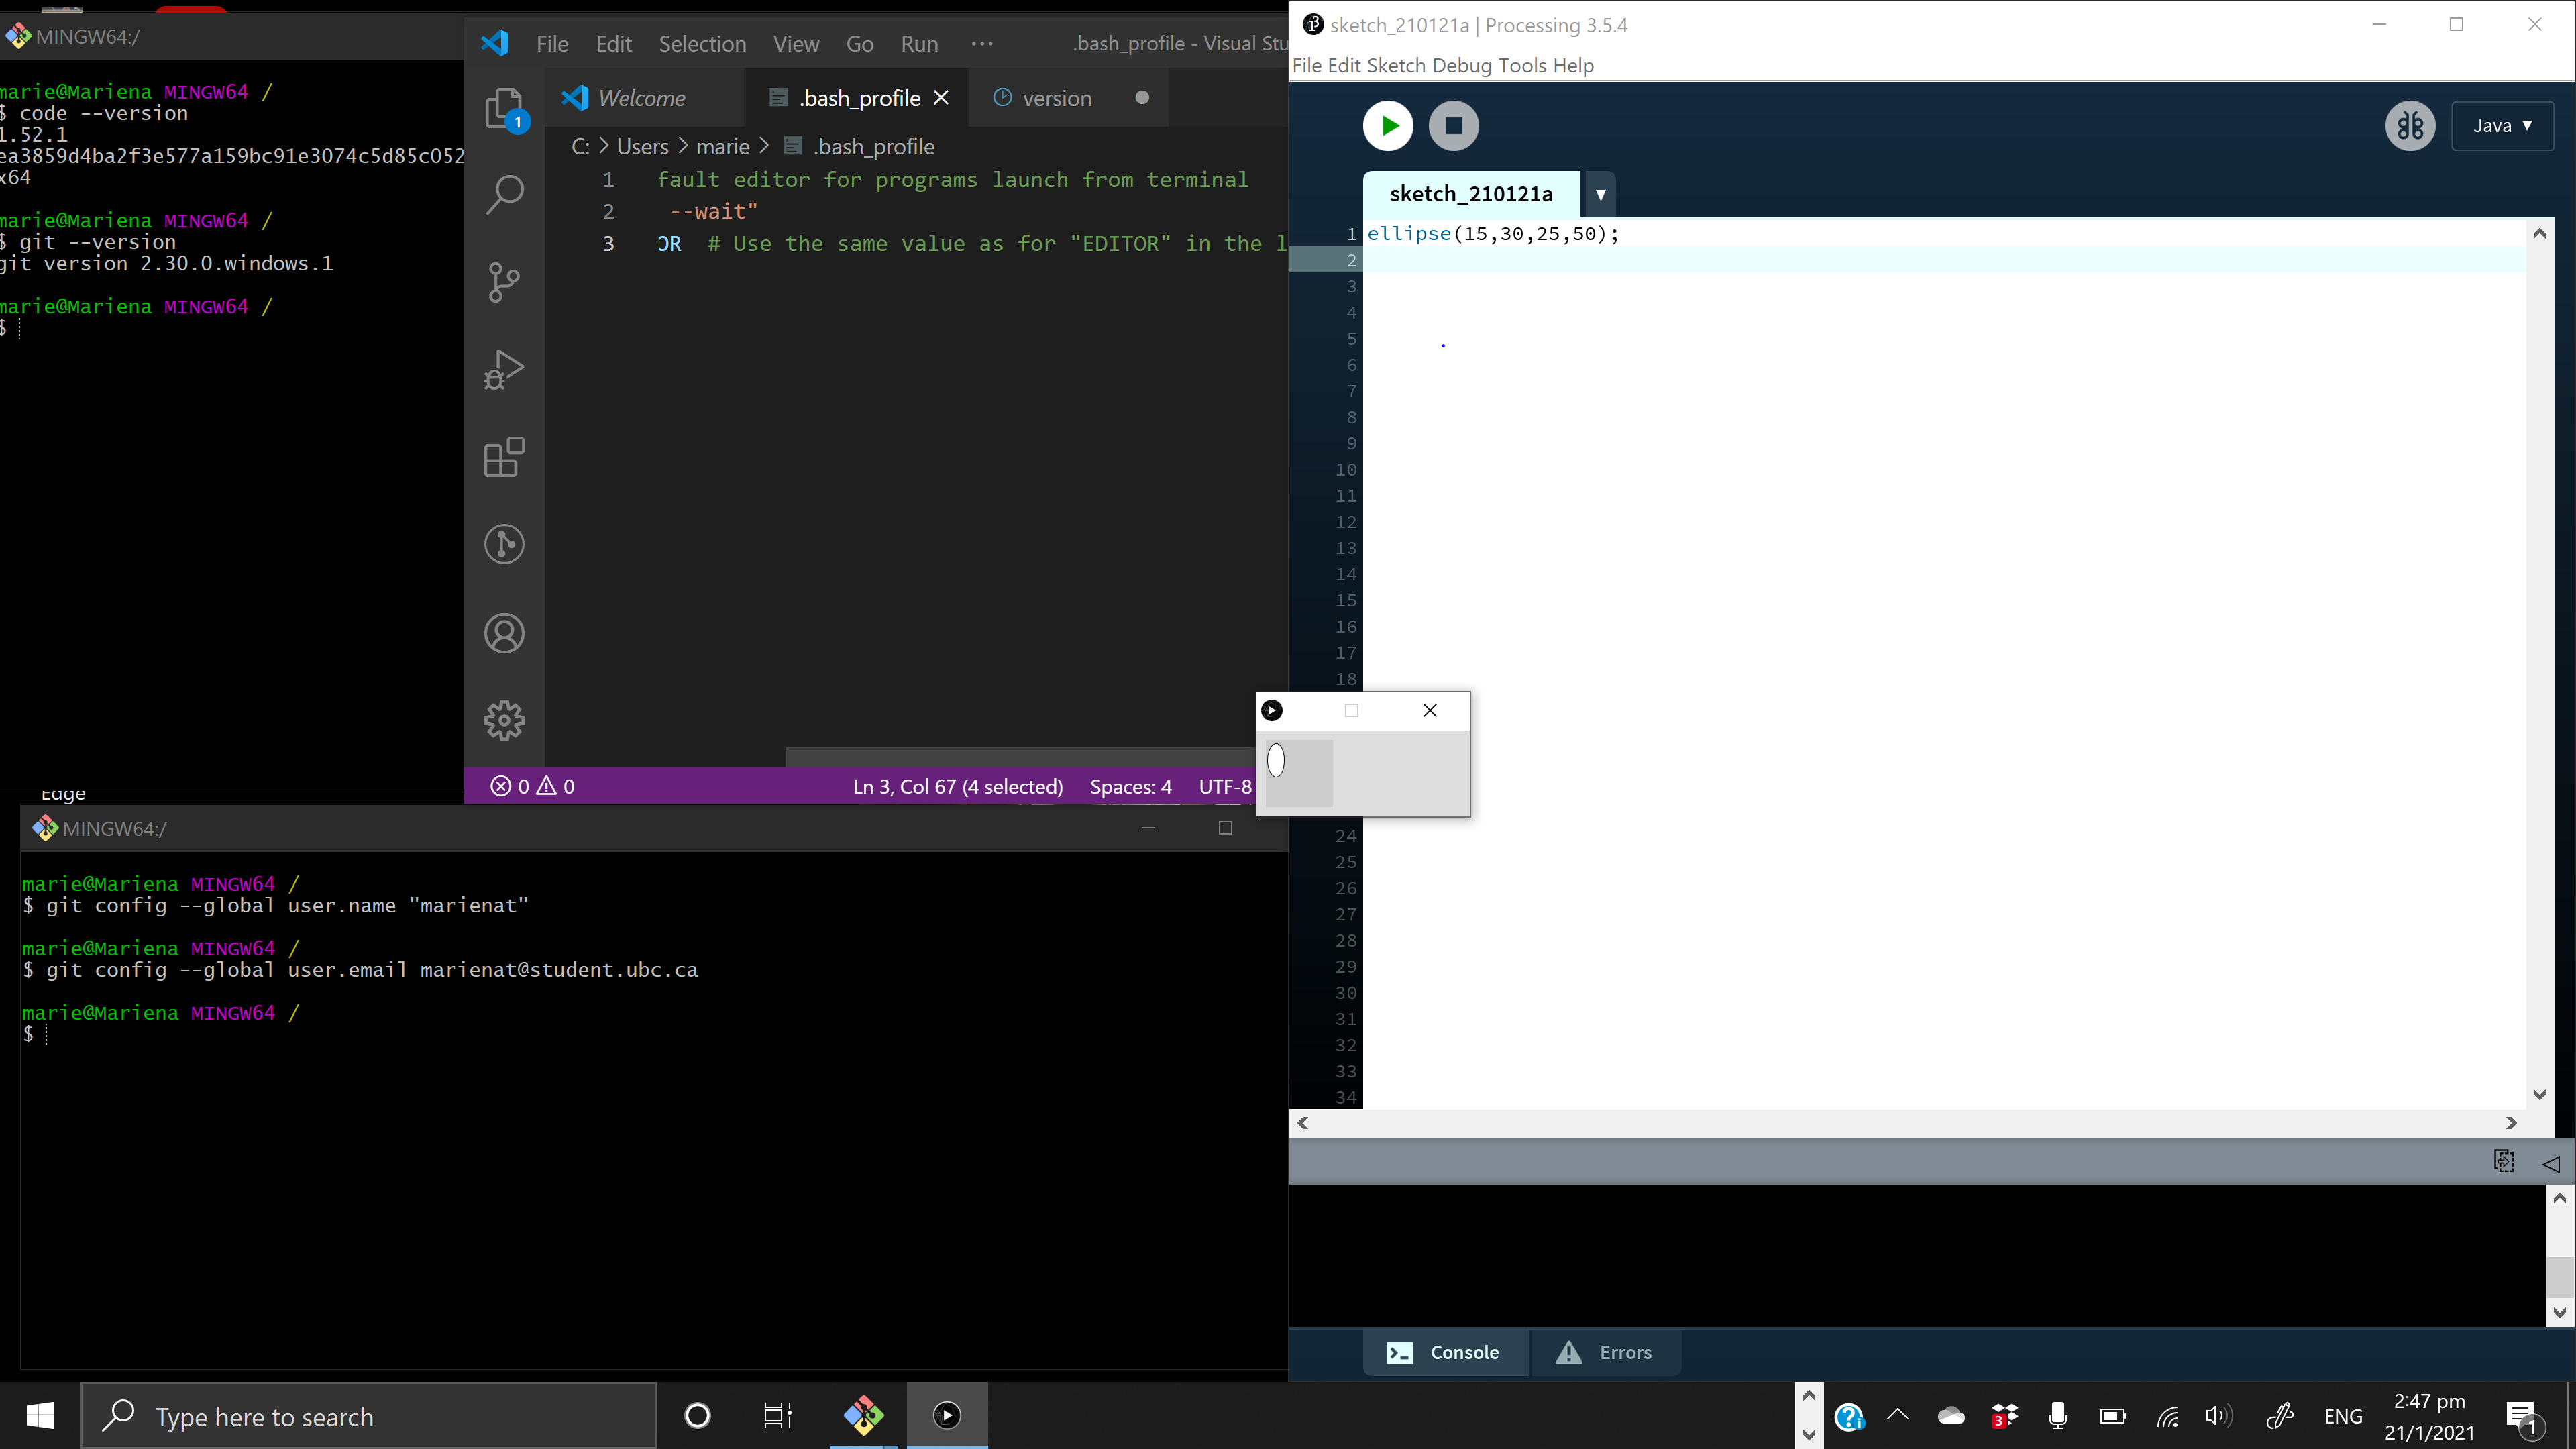 MINGW64:/
marie@Mariena MINGW64 /
$ code --version
1.52.1
ea3859d4ba2f3e577a159bc91e3074c5d85c052
x64
marie@Mariena MINGW64 /
$ git --version
git version 2.30.0.windows.1
marie@Mariena MINGW64 /
$
File Edit Selection View Go Run ··· .bash_profile - Visual Stu
Welcome .bash_profile version
1
C: > Users > marie > .bash_profile
1 fault editor for programs launch from terminal
2 --wait"
3 OR # Use the same value as for "EDITOR" in the l
0 0 Ln 3, Col 67 (4 selected) Spaces: 4 UTF-8
Edge
MINGW64:/
marie@Mariena MINGW64 /
$ git config --global user.name "marienat"
marie@Mariena MINGW64 /
$ git config --global user.email marienat@student.ubc.ca
marie@Mariena MINGW64 /
$
sketch_210121a | Processing 3.5.4
File Edit Sketch Debug Tools Help
Java ▼
sketch_210121a ▼
1 ellipse(15,30,25,50);
2
3
4
5
6
7
8
9
10
11
12
13
14
15
16
17
18
24
25
26
27
28
29
30
31
32
33
34
Console Errors
Type here to search
3
ENG
2:47 pm
21/1/2021
1